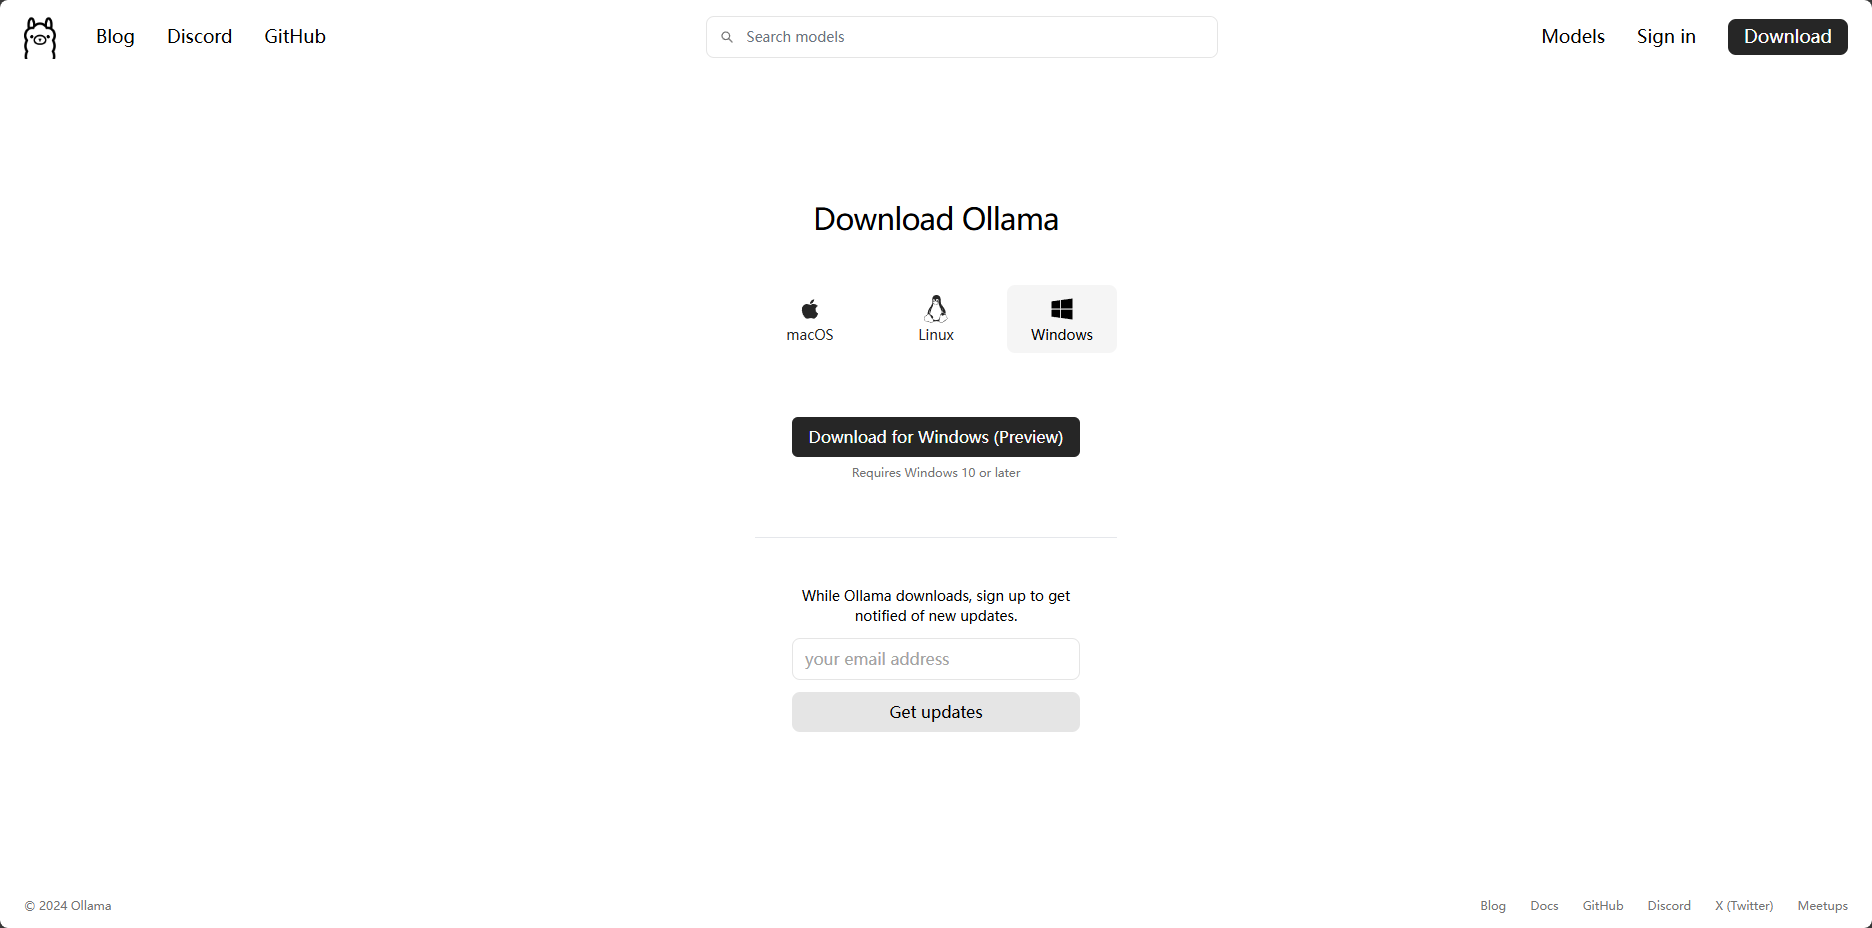 Blog Discord GitHub Search models Models Sign in Download
Download Ollama
macOS Linux Windows
Download for Windows (Preview)
Requires Windows 10 or later
While Ollama downloads, sign up to get
notified of new updates.
your email address
Get updates
© 2024 Ollama Blog Docs GitHub Discord X (Twitter) Meetups